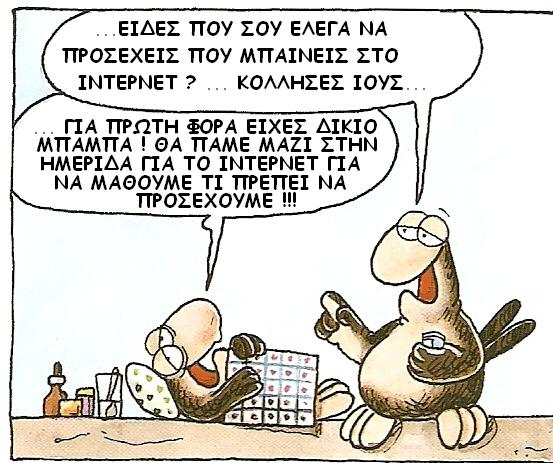 ...ΕΙΔΕΣ ΠΟΥ ΣΟΥ ΕΛΕΓΑ ΝΑ
ΠΡΟΣΕΧΕΙΣ ΠΟΥ ΜΠΑΙΝΕΙΣ ΣΤΟ
ΙΝΤΕΡΝΕΤ ? ... ΚΟΛΛΗΣΕΣ ΙΟΥΣ...
... ΓΙΑ ΠΡΩΤΗ ΦΟΡΑ ΕΙΧΕΣ ΔΙΚΙΟ
ΜΠΑΜΠΑ ! ΘΑ ΠΑΜΕ ΜΑΖΙ ΣΤΗΝ
ΗΜΕΡΙΔΑ ΓΙΑ ΤΟ ΙΝΤΕΡΝΕΤ ΓΙΑ
ΝΑ ΜΑΘΟΥΜΕ ΤΙ ΠΡΕΠΕΙ ΝΑ
ΠΡΟΣΕΧΟΥΜΕ !!!